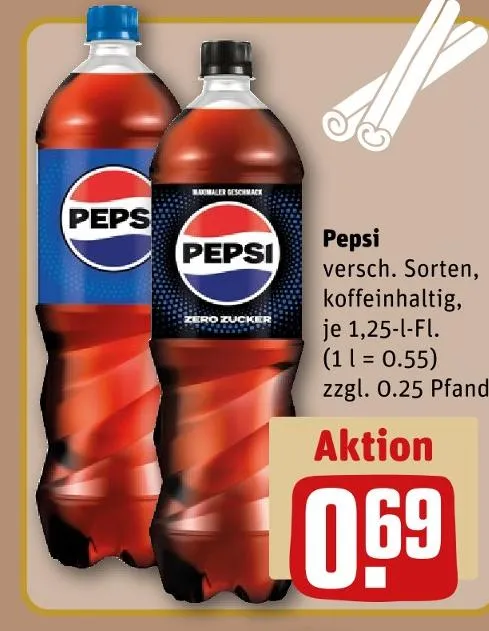 PEPS
MAXIMALER GESCHMACK
PEPSI
ZERO ZUCKER
Pepsi
versch. Sorten,
koffeinhaltig,
je 1,25-l-Fl.
(1 l = 0.55)
zzgl. 0.25 Pfand
Aktion
0.69